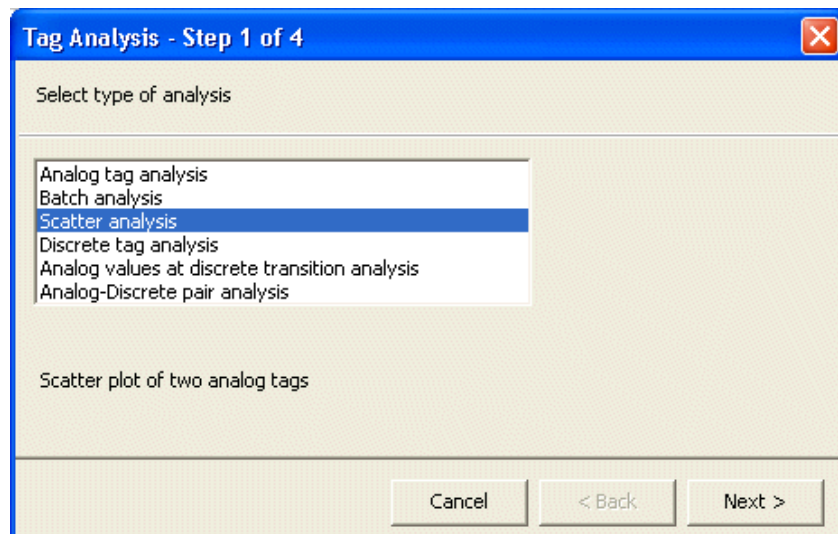 Tag Analysis - Step 1 of 4
Select type of analysis
Analog tag analysis
Batch analysis
Scatter analysis
Discrete tag analysis
Analog values at discrete transition analysis
Analog-Discrete pair analysis
Scatter plot of two analog tags
Cancel < Back Next >